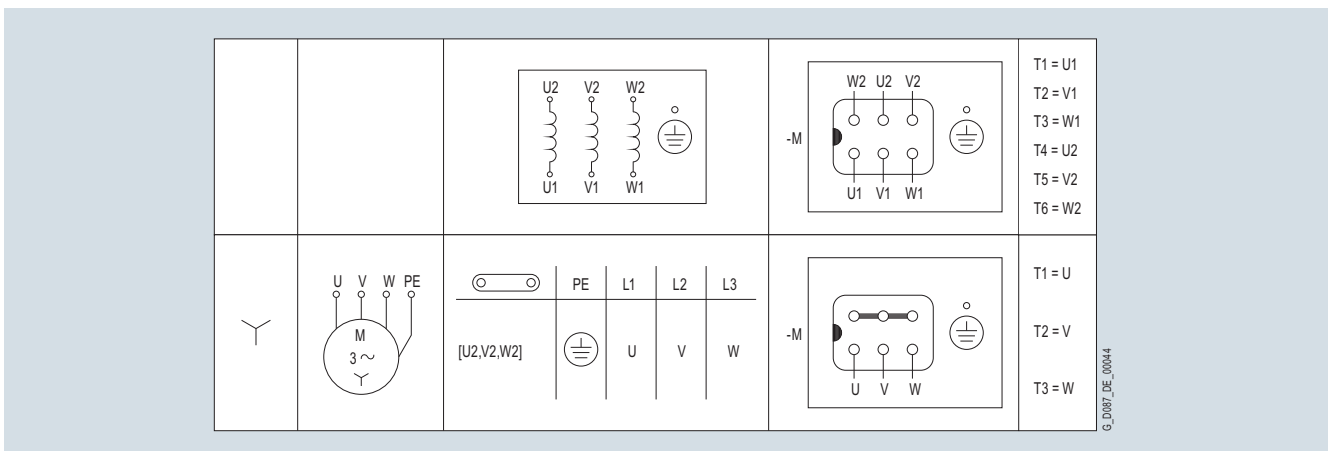 U2 V2 W2
U1 V1 W1
W2 U2 V2
-M
U1 V1 W1
T1 = U1
T2 = V1
T3 = W1
T4 = U2
T5 = V2
T6 = W2
U V W PE
M
3 ~
PE L1 L2 L3
[U2,V2,W2] U V W
-M
U V W
T1 = U
T2 = V
T3 = W
G_D087_DE_00044